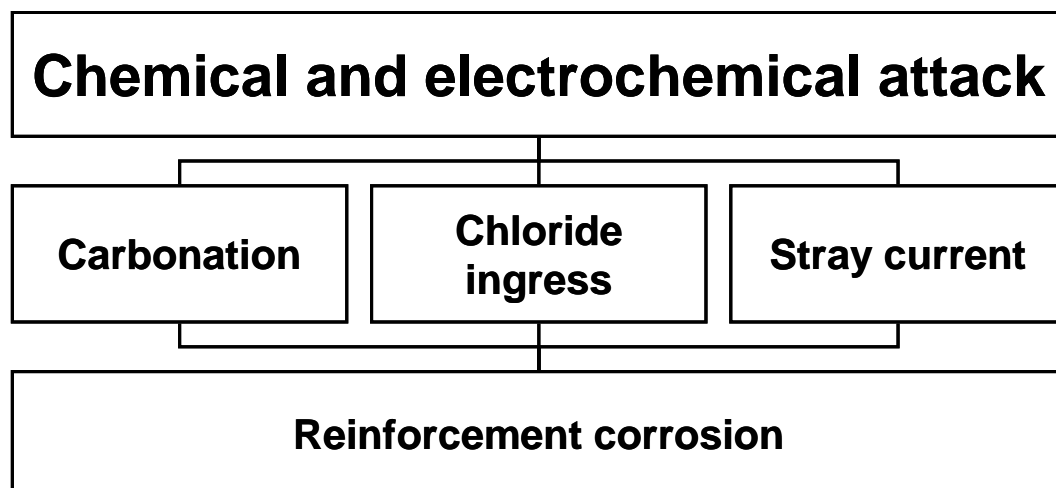 Chemical and electrochemical attack
Carbonation
Chloride
ingress
Stray current
Reinforcement corrosion